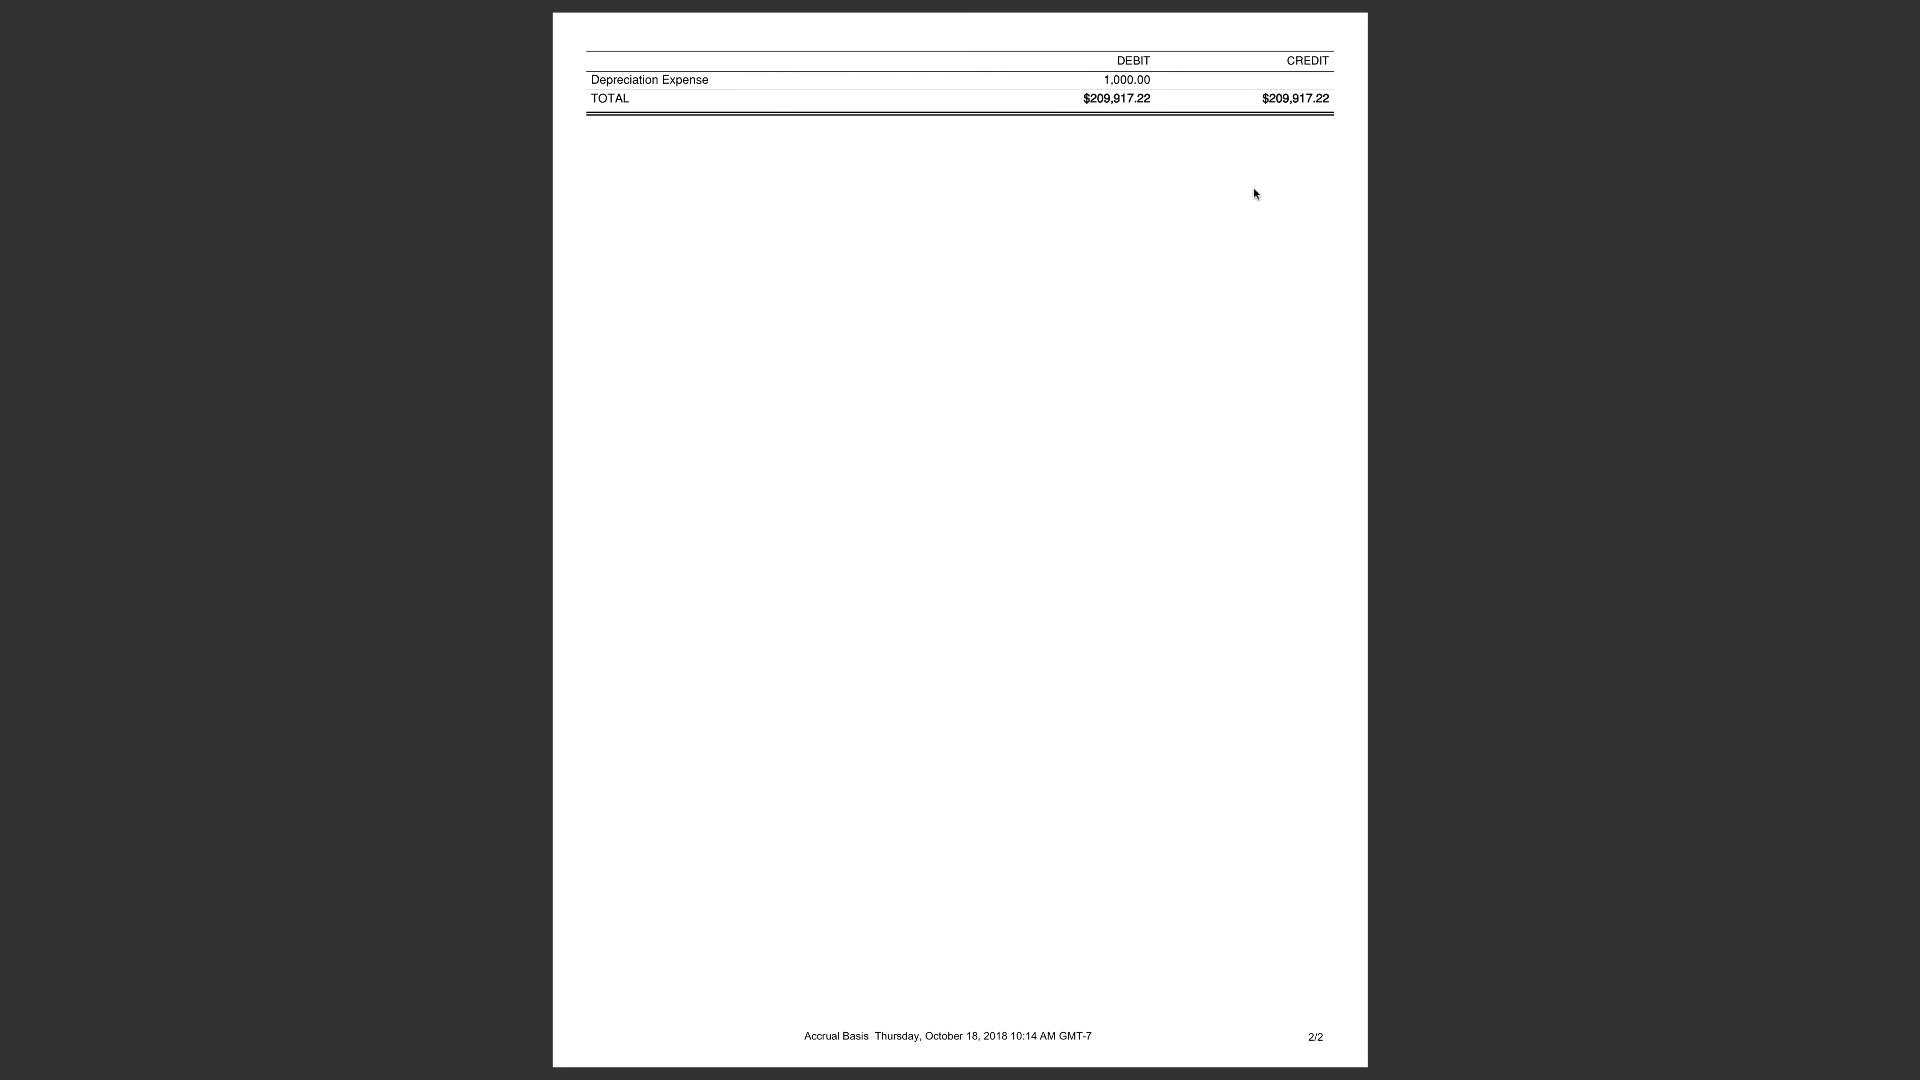 DEBIT CREDIT
Depreciation Expense 1,000.00
TOTAL $209,917.22 $209,917.22
Accrual Basis  Thursday, October 18, 2018 10:14 AM GMT-7 2/2